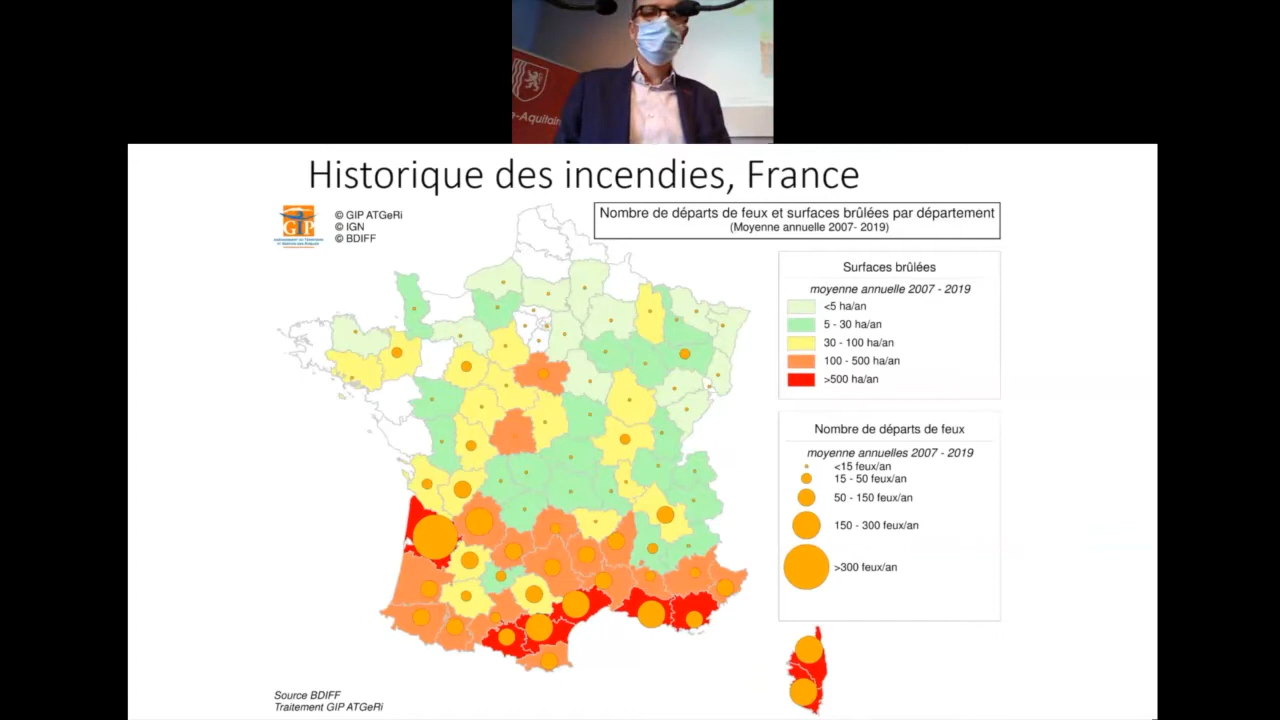 e-Aquitain
Historique des incendies, France
GIP
© GIP ATGeRi
© IGN
© BDIFF
Nombre de départs de feux et surfaces brûlées par département
(Moyenne annuelle 2007- 2019)
Surfaces brûlées
moyenne annuelle 2007 - 2019
<5 ha/an
5 - 30 ha/an
30 - 100 ha/an
100 - 500 ha/an
>500 ha/an
Nombre de départs de feux
moyenne annuelles 2007 - 2019
<15 feux/an
15 - 50 feux/an
50 - 150 feux/an
150 - 300 feux/an
>300 feux/an
Source BDIFF
Traitement GIP ATGeRi